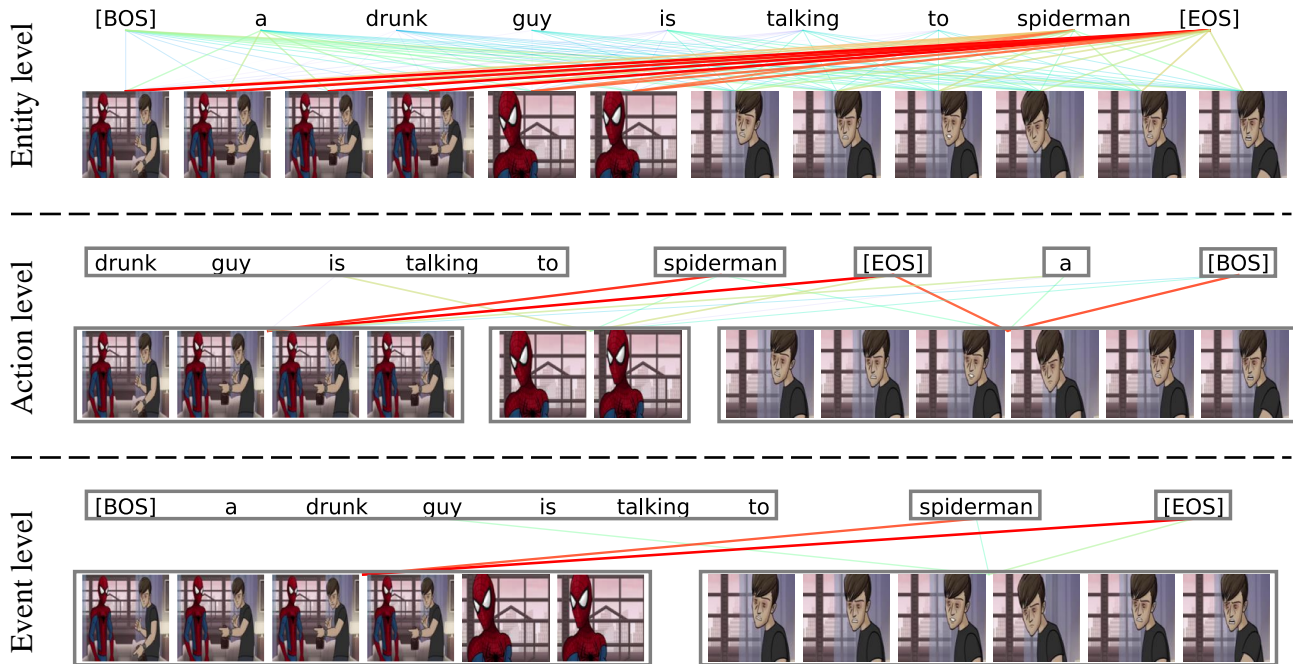 Entity level
[BOS] a drunk guy is talking to spiderman [EOS]
Action level
drunk guy is talking to spiderman [EOS] a [BOS]
Event level
[BOS] a drunk guy is talking to spiderman [EOS]